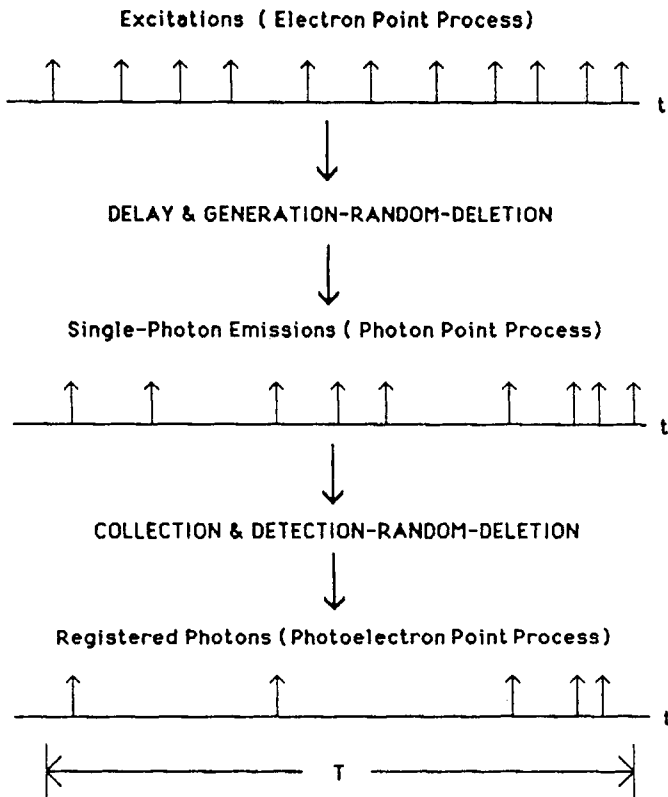 Excitations ( Electron Point Process)
t
DELAY & GENERATION-RANDOM-DELETION
Single-Photon Emissions ( Photon Point Process)
t
COLLECTION & DETECTION-RANDOM-DELETION
Registered Photons (Photoelectron Point Process)
t
T